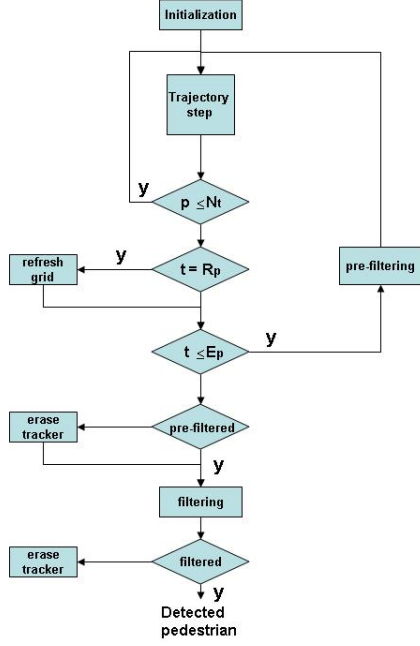 Initialization
Trajectory
step
y
p ≤Nt
y
refresh
grid
t = Rp
pre-filtering
y
t ≤Ep
erase
tracker
pre-filtered
y
filtering
erase
tracker
filtered
y
Detected
pedestrian